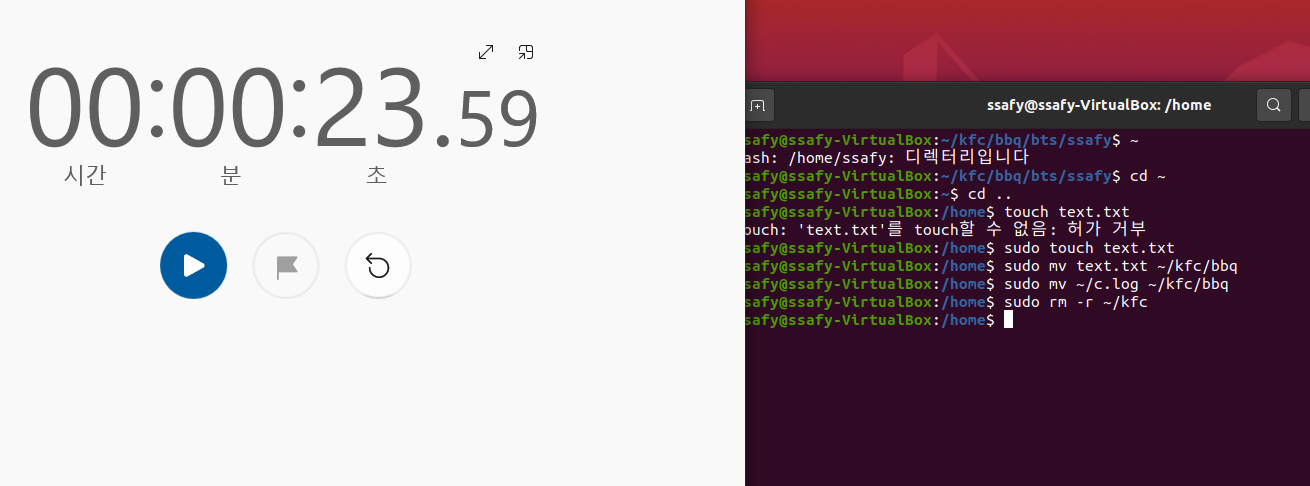 00:00:23.59
시간 분 초
ssafy@ssafy-VirtualBox: /home
safy@ssafy-VirtualBox:~/kfc/bbq/bts/ssafy$ ~
ash: /home/ssafy: 디렉터리입니다
safy@ssafy-VirtualBox:~/kfc/bbq/bts/ssafy$ cd ~
safy@ssafy-VirtualBox:~$ cd ..
safy@ssafy-VirtualBox:/home$ touch text.txt
ouch: 'text.txt'를 touch할 수 없음: 허가 거부
safy@ssafy-VirtualBox:/home$ sudo touch text.txt
safy@ssafy-VirtualBox:/home$ sudo mv text.txt ~/kfc/bbq
safy@ssafy-VirtualBox:/home$ sudo mv ~/c.log ~/kfc/bbq
safy@ssafy-VirtualBox:/home$ sudo rm -r ~/kfc
safy@ssafy-VirtualBox:/home$